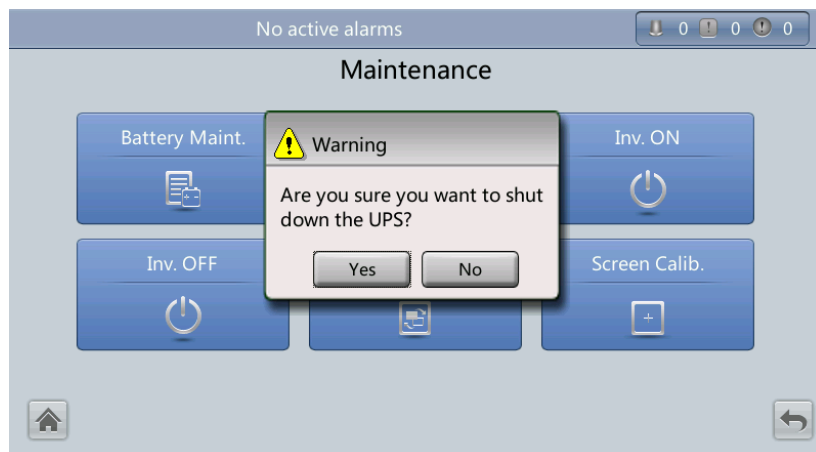 No active alarms
0 0 0
Maintenance
Battery Maint.
Inv. ON
Warning
Are you sure you want to shut
down the UPS?
Yes No
Inv. OFF
Screen Calib.